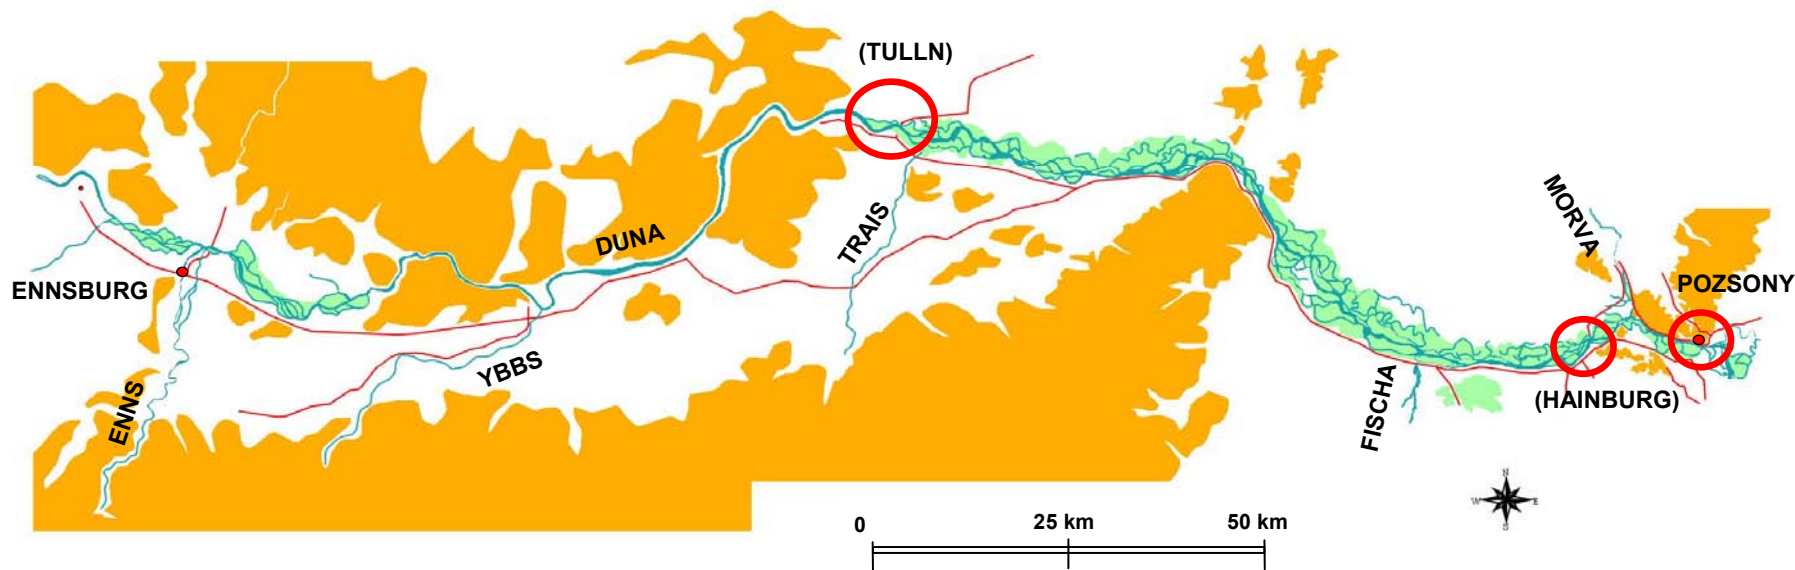 (TULLN)
MORVA
TRAIS
DUNA
POZSONY
ENNSBURG
YBBS
ENNS
FISCHA
(HAINBURG)
N
W
E
S
0
25 km
50 km